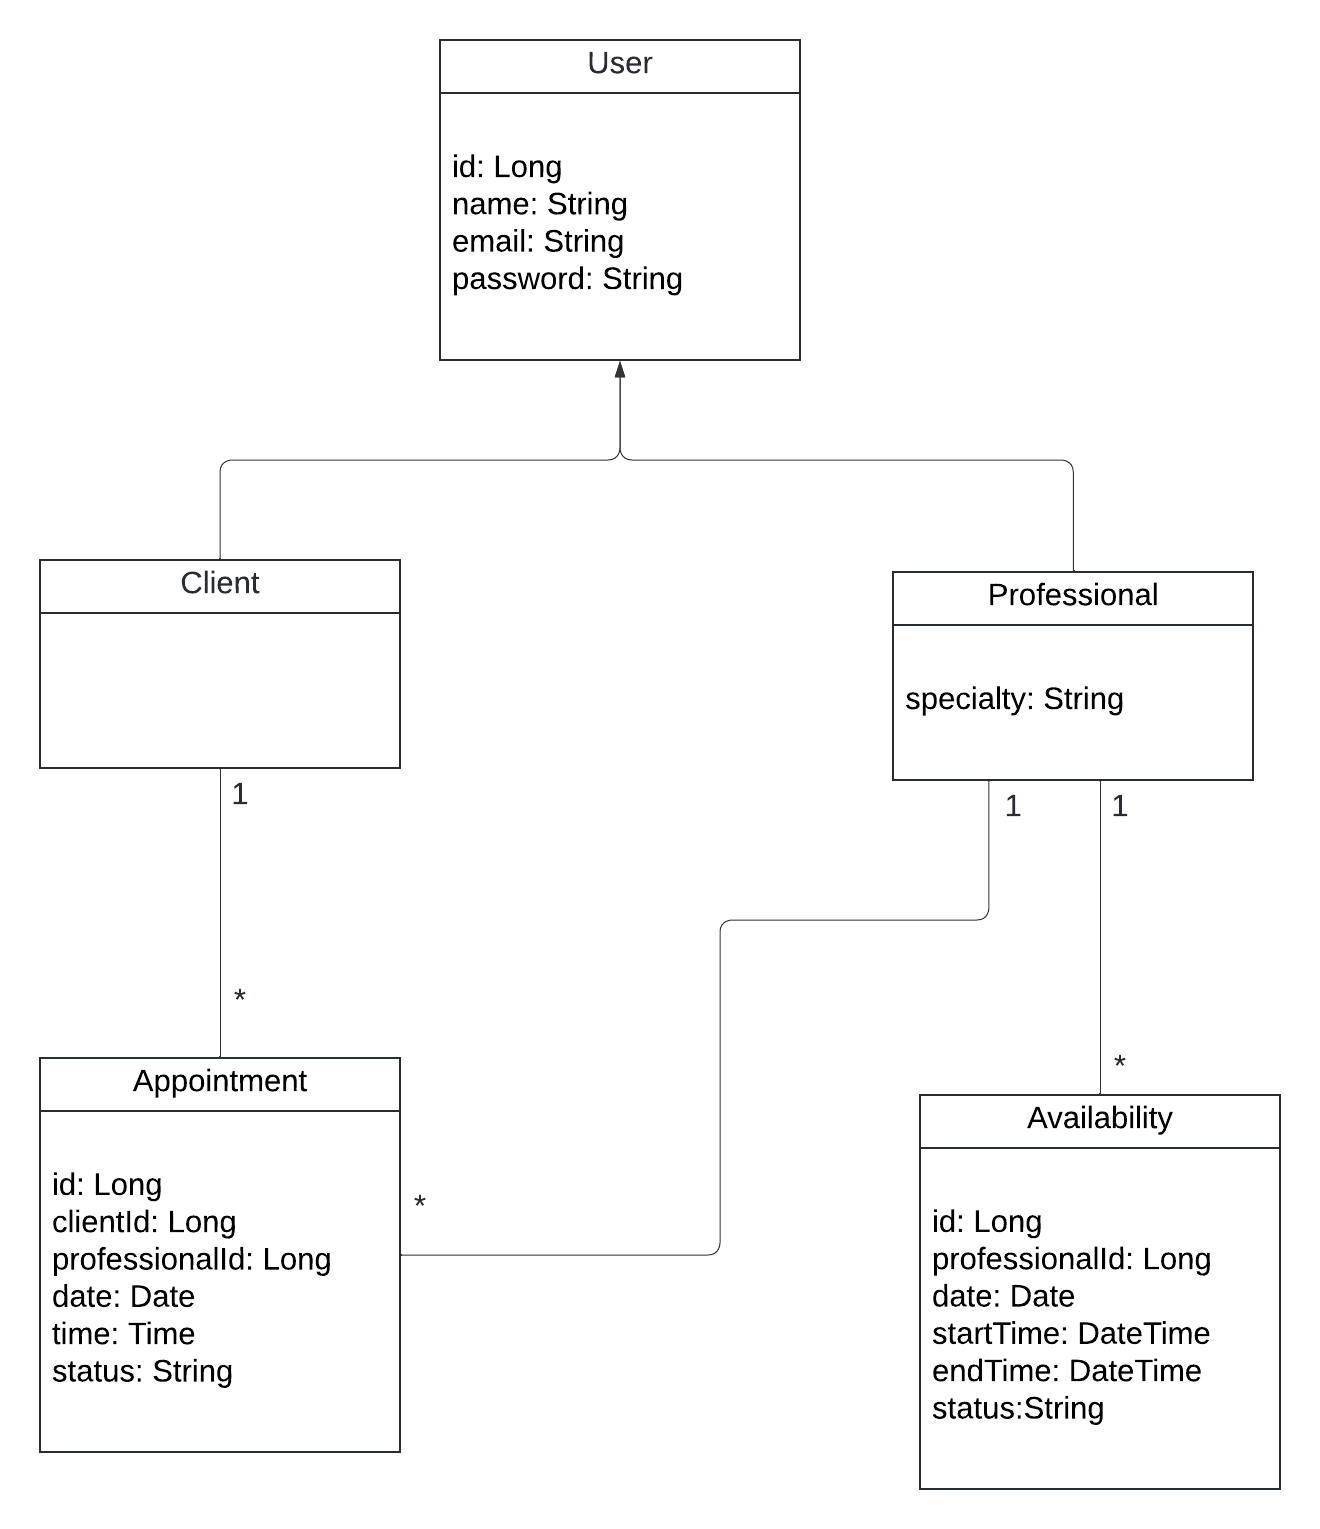 User
id: Long
name: String
email: String
password: String
Client
Professional
specialty: String
1
1
1
*
*
Appointment
id: Long
clientId: Long
professionalId: Long
date: Date
time: Time
status: String
*
Availability
id: Long
professionalId: Long
date: Date
startTime: DateTime
endTime: DateTime
status:String